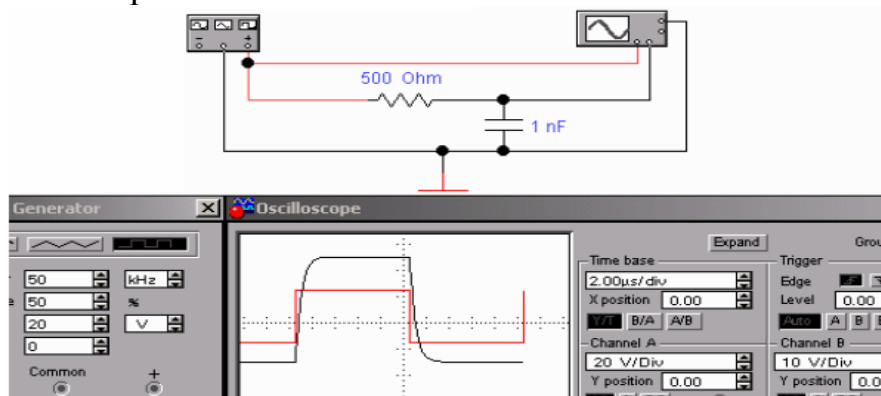 500 Ohm
1 nF
Generator
Oscilloscope
50 kHz
50 %
20 V
0
Common +
Expand
Time base
2.00µs/div
X position 0.00
Y/T B/A A/B
Channel A
20 V/Div
Y position 0.00
Trigger
Edge
Level 0.00
Auto A B
Channel B
10 V/Div
Y position